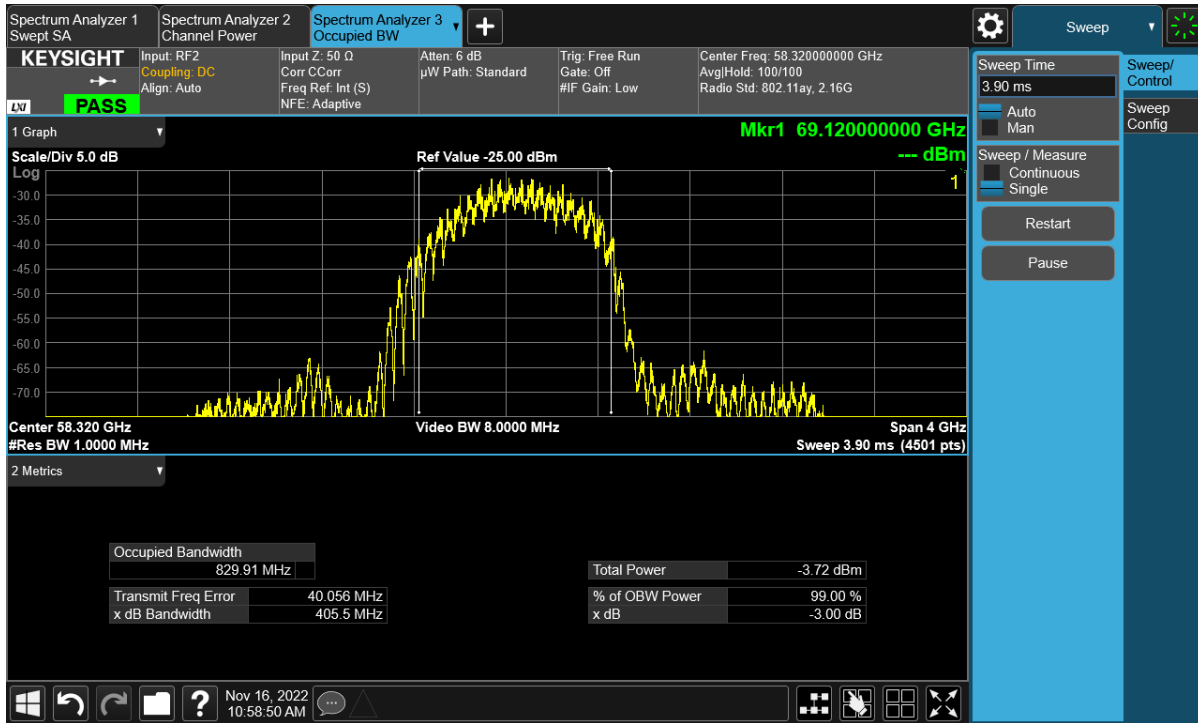 Spectrum Analyzer 1
Swept SA
Spectrum Analyzer 2
Channel Power
Spectrum Analyzer 3
Occupied BW
Sweep
KEYSIGHT
LXI
PASS
Input: RF2
Coupling: DC
Align: Auto
Input Z: 50 Ω
Corr CCorr
Freq Ref: Int (S)
NFE: Adaptive
Atten: 6 dB
µW Path: Standard
Trig: Free Run
Gate: Off
#IF Gain: Low
Center Freq: 58.320000000 GHz
Avg|Hold: 100/100
Radio Std: 802.11ay, 2.16G
Sweep Time
3.90 ms
Auto
Man
Sweep / Measure
Continuous
Single
Restart
Pause
Sweep/
Control
Sweep
Config
1 Graph
Mkr1 69.120000000 GHz
Scale/Div 5.0 dB
Ref Value -25.00 dBm
--- dBm
Log
1
-30.0
-35.0
-40.0
-45.0
-50.0
-55.0
-60.0
-65.0
-70.0
Center 58.320 GHz
Video BW 8.0000 MHz
Span 4 GHz
#Res BW 1.0000 MHz
Sweep 3.90 ms (4501 pts)
2 Metrics
Occupied Bandwidth
829.91 MHz
Total Power -3.72 dBm
Transmit Freq Error 40.056 MHz
% of OBW Power 99.00 %
x dB Bandwidth 405.5 MHz
x dB -3.00 dB
?
Nov 16, 2022
10:58:50 AM